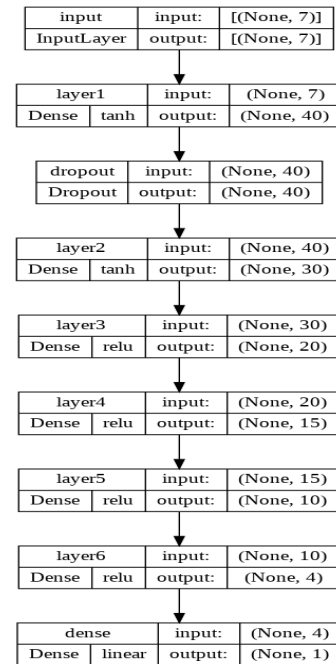 input input: [(None, 7)]
InputLayer output: [(None, 7)]
layer1 input: (None, 7)
Dense tanh output: (None, 40)
dropout input: (None, 40)
Dropout output: (None, 40)
layer2 input: (None, 40)
Dense tanh output: (None, 30)
layer3 input: (None, 30)
Dense relu output: (None, 20)
layer4 input: (None, 20)
Dense relu output: (None, 15)
layer5 input: (None, 15)
Dense relu output: (None, 10)
layer6 input: (None, 10)
Dense relu output: (None, 4)
dense input: (None, 4)
Dense linear output: (None, 1)